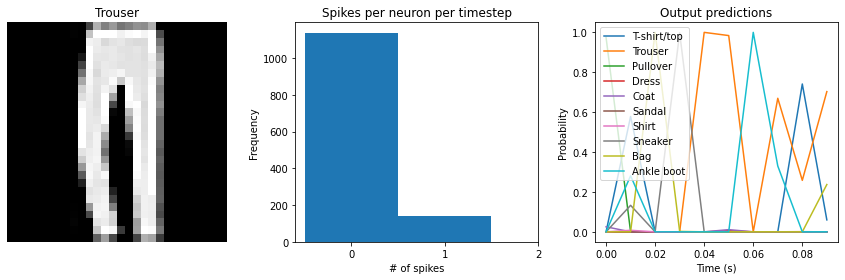 Trouser
Spikes per neuron per timestep
Frequency
1000
800
600
400
200
0
0
1
2
# of spikes
Output predictions
Probability
1.0
0.8
0.6
0.4
0.2
0.0
T-shirt/top
Trouser
Pullover
Dress
Coat
Sandal
Shirt
Sneaker
Bag
Ankle boot
0.00
0.02
0.04
0.06
0.08
Time (s)